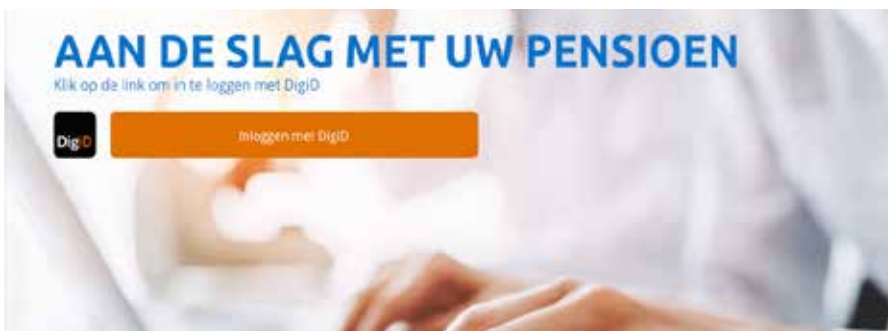 AAN DE SLAG MET UW PENSIOEN
Klik op de link om in te loggen met DigiD
DigiD
Inloggen met DigiD